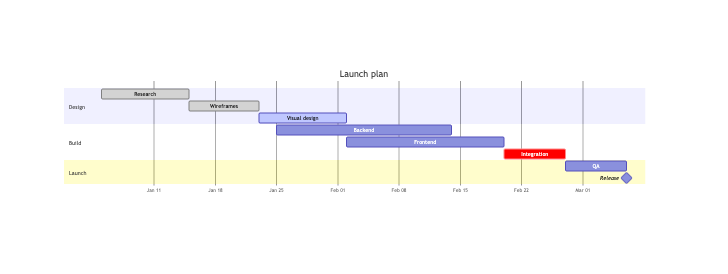 Launch plan
Research
Wireframes
Design
Visual design
Backend
Build
Frontend
Integration
QA
Launch
Release
Jan 11 Jan 18 Jan 25 Feb 01 Feb 08 Feb 15 Feb 22 Mar 01